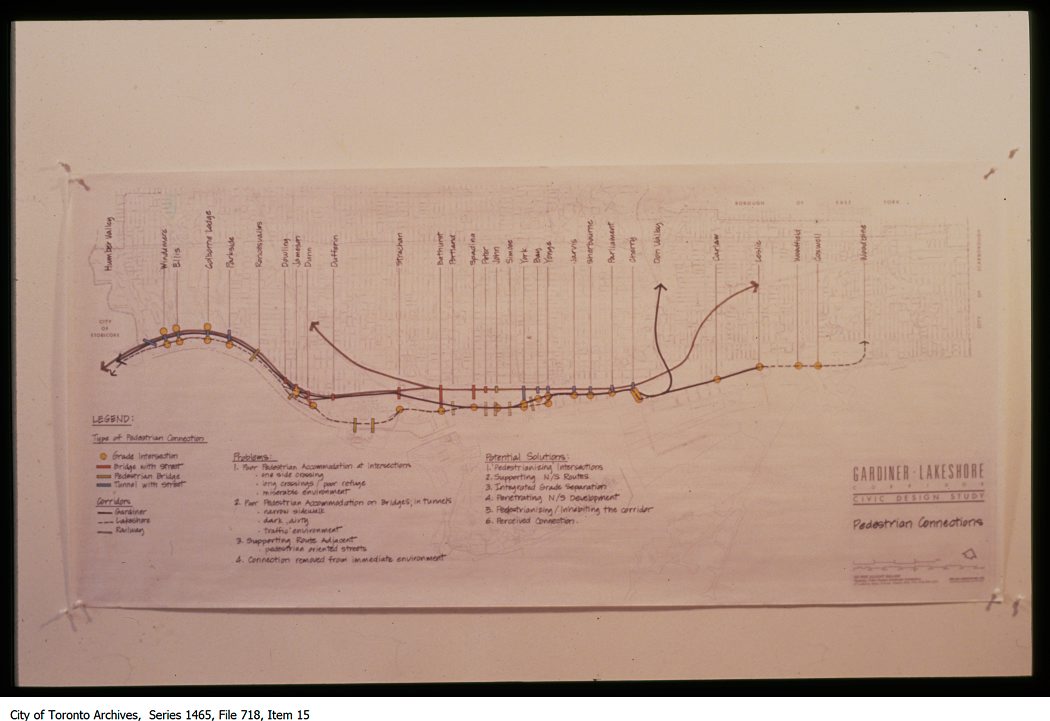 BOROUGH OF EAST YORK
Humber Valley
Windemere
Ellis
Colborne Lodge
Parkside
Roncesvalles
Dowling
Jameson
Dunn
Dufferin
Strachan
Bathurst
Portland
Spadina
Peter
John
Simcoe
York
Bay
Yonge
Jarvis
Sherbourne
Parliament
Cherry
Don Valley
Carlaw
Leslie
Woodfield
Coxwell
Woodbine
CITY
OF
ETOBICOKE
LEGEND:
Type of Pedestrian Connection
Grade Intersection
Bridge with Street
Pedestrian Bridge
Tunnel with Street
Corridors
Gardiner
Lakeshore
Railway
Problems:
1. Poor Pedestrian Accommodation at Intersections
- one side crossing
- long crossings / poor refuge
- miserable environment
2. Poor Pedestrian Accommodation on Bridges, in tunnels
- narrow sidewalk
- dark, dirty
- traffic environment
3. Supporting Route Adjacent
- pedestrian oriented streets
4. Connection removed from immediate environment
Potential Solutions:
1. Pedestrianizing Intersections
2. Supporting N/S Routes
3. Integrated Grade Separation
4. Penetrating N/S Development
5. Pedestrianizing / Inhabiting the corridor
6. Perceived Connection.
GARDINER·LAKESHORE
CORRIDOR
CIVIC DESIGN STUDY
Pedestrian Connections
City of Toronto Archives, Series 1465, File 718, Item 15